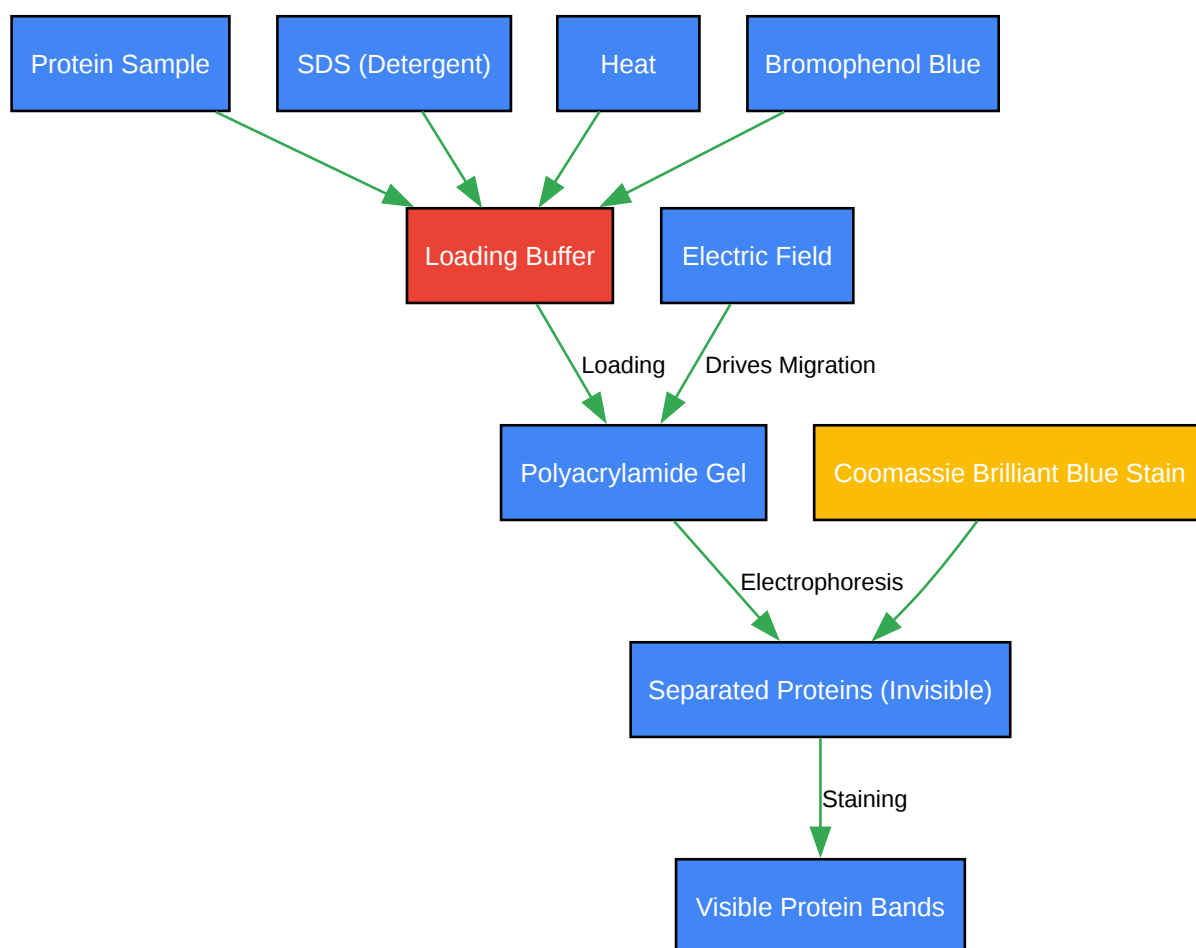 Protein Sample
SDS (Detergent)
Heat
Bromophenol Blue
Loading Buffer
Electric Field
Loading
Drives Migration
Polyacrylamide Gel
Coomassie Brilliant Blue Stain
Electrophoresis
Separated Proteins (Invisible)
Staining
Visible Protein Bands